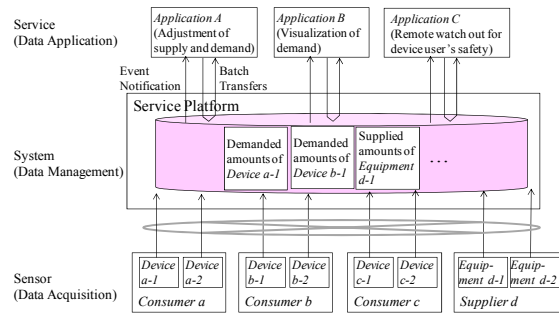 Service
(Data Application)
Application A
(Adjustment of
supply and demand)
Application B
(Visualization of
demand)
Application C
(Remote watch out for
device user's safety)
Event
Notification
Batch
Transfers
Service Platform
System
(Data Management)
Demanded
amounts of
Device a-1
Demanded
amounts of
Device b-1
Supplied
amounts of
Equipment
d-1
...
Sensor
(Data Acquisition)
Device
a-1
Device
a-2
Consumer a
Device
b-1
Device
b-2
Consumer b
Device
c-1
Device
c-2
Consumer c
Equip-
ment d-1
Equip-
ment d-2
Supplier d